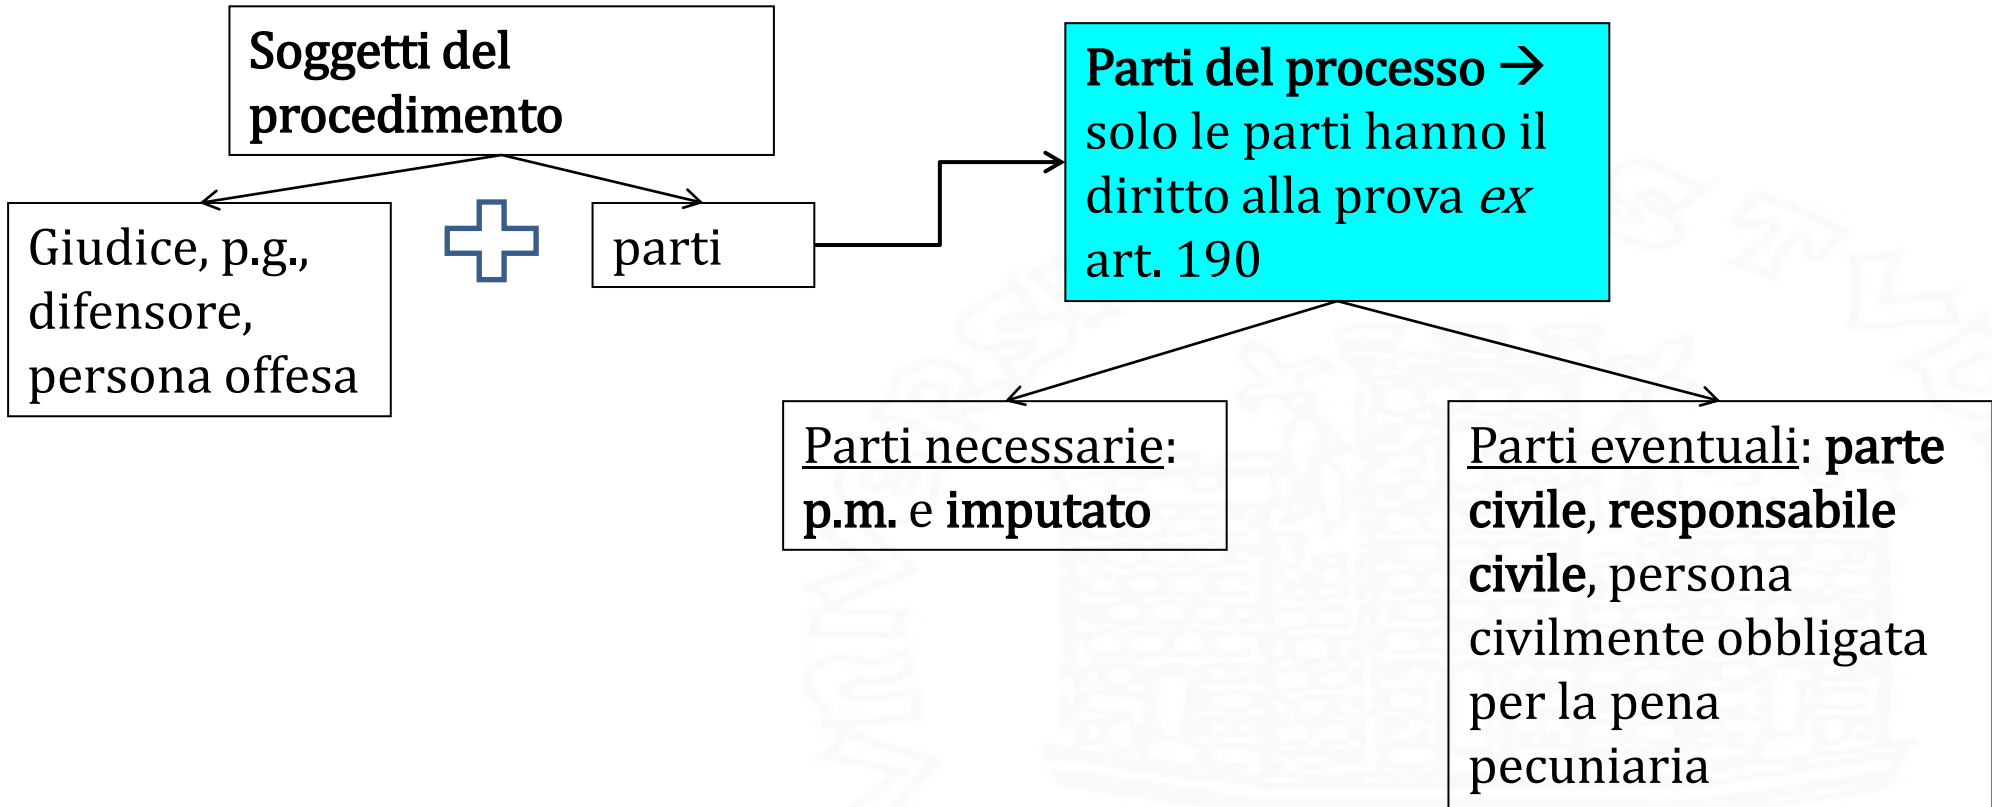 Soggetti del
procedimento
Giudice, p.g.,
difensore,
persona offesa
parti
Parti del processo →
solo le parti hanno il
diritto alla prova ex
art. 190
Parti necessarie:
p.m. e imputato
Parti eventuali: parte
civile, responsabile
civile, persona
civilmente obbligata
per la pena
pecuniaria